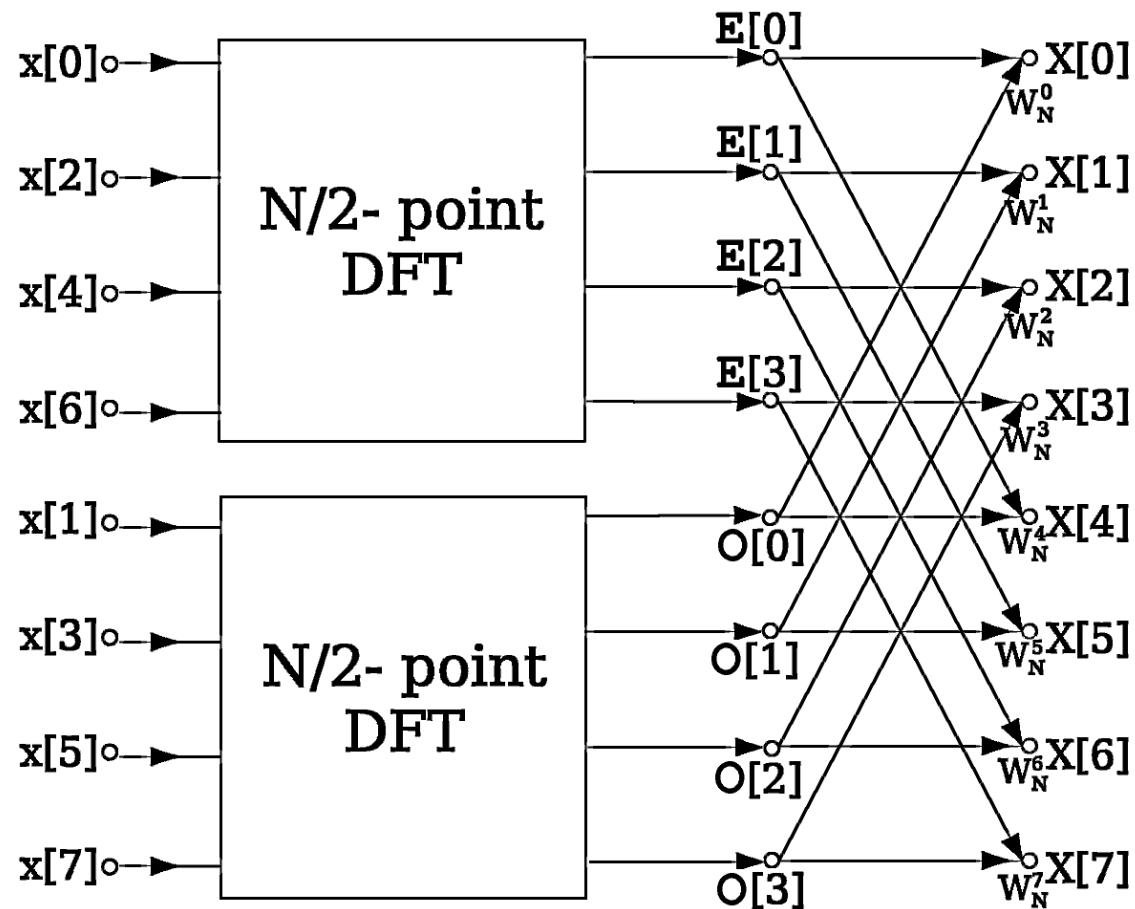 x[0]
x[2]
x[4]
x[6]
x[1]
x[3]
x[5]
x[7]
N/2- point
DFT
N/2- point
DFT
E[0]
E[1]
E[2]
E[3]
O[0]
O[1]
O[2]
O[3]
X[0]
W_N^0
X[1]
W_N^1
X[2]
W_N^2
X[3]
W_N^3
X[4]
W_N^4
X[5]
W_N^5
X[6]
W_N^6
X[7]
W_N^7